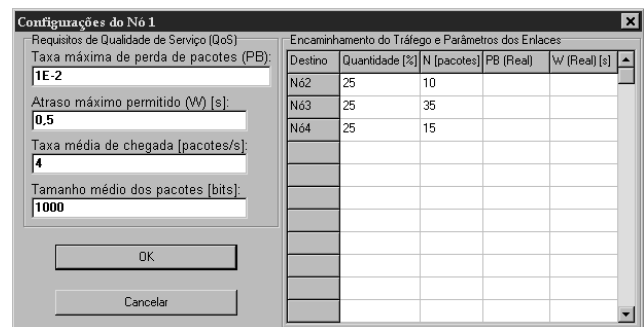 Configurações do Nó 1
Requisitos de Qualidade de Serviço (QoS)
Taxa máxima de perda de pacotes (PB):
1E-2
Atraso máximo permitido (W) [s]:
0,5
Taxa média de chegada [pacotes/s]:
4
Tamanho médio dos pacotes [bits]:
1000
OK
Cancelar
Encaminhamento do Tráfego e Parâmetros dos Enlaces
Destino Quantidade [%] N [pacotes] PB (Real) W (Real) [s]
Nó2 25 10
Nó3 25 35
Nó4 25 15